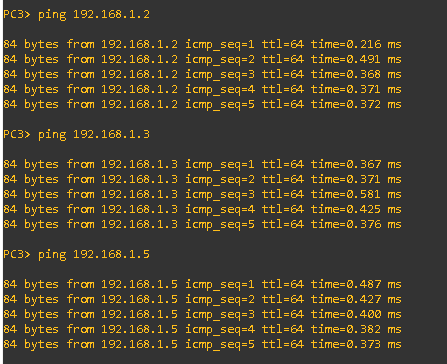 PC3> ping 192.168.1.2
84 bytes from 192.168.1.2 icmp_seq=1 ttl=64 time=0.216 ms
84 bytes from 192.168.1.2 icmp_seq=2 ttl=64 time=0.491 ms
84 bytes from 192.168.1.2 icmp_seq=3 ttl=64 time=0.368 ms
84 bytes from 192.168.1.2 icmp_seq=4 ttl=64 time=0.371 ms
84 bytes from 192.168.1.2 icmp_seq=5 ttl=64 time=0.372 ms
PC3> ping 192.168.1.3
84 bytes from 192.168.1.3 icmp_seq=1 ttl=64 time=0.367 ms
84 bytes from 192.168.1.3 icmp_seq=2 ttl=64 time=0.371 ms
84 bytes from 192.168.1.3 icmp_seq=3 ttl=64 time=0.581 ms
84 bytes from 192.168.1.3 icmp_seq=4 ttl=64 time=0.425 ms
84 bytes from 192.168.1.3 icmp_seq=5 ttl=64 time=0.376 ms
PC3> ping 192.168.1.5
84 bytes from 192.168.1.5 icmp_seq=1 ttl=64 time=0.487 ms
84 bytes from 192.168.1.5 icmp_seq=2 ttl=64 time=0.427 ms
84 bytes from 192.168.1.5 icmp_seq=3 ttl=64 time=0.400 ms
84 bytes from 192.168.1.5 icmp_seq=4 ttl=64 time=0.382 ms
84 bytes from 192.168.1.5 icmp_seq=5 ttl=64 time=0.373 ms